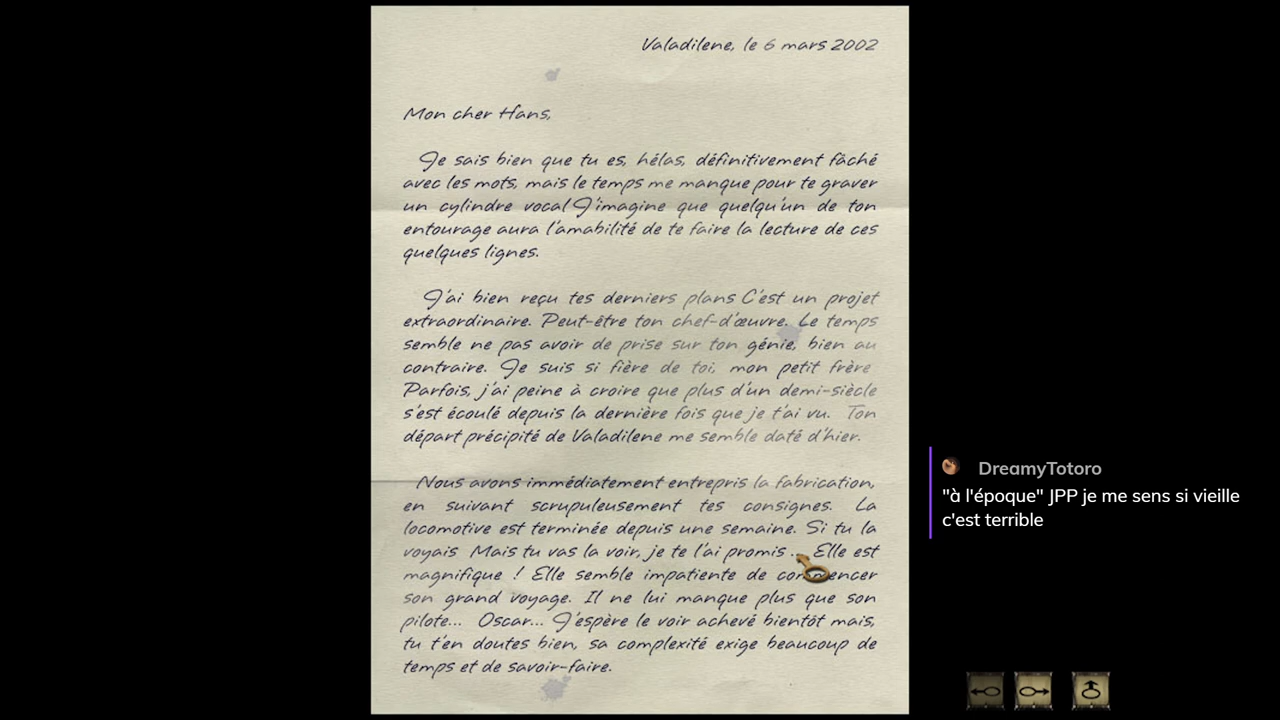 Valadilene, le 6 mars 2002
Mon cher Hans,
Je sais bien que tu es, hélas, définitivement fâché
avec les mots, mais le temps me manque pour te graver
un cylindre vocal J'imagine que quelqu'un de ton
entourage aura l'amabilité de te faire la lecture de ces
quelques lignes.
J'ai bien reçu tes derniers plans C'est un projet
extraordinaire. Peut-être ton chef-d'œuvre. Le temps
semble ne pas avoir de prise sur ton génie, bien au
contraire. Je suis si fière de toi, mon petit frère
Parfois, j'ai peine à croire que plus d'un demi-siècle
s'est écoulé depuis la dernière fois que je t'ai vu. Ton
départ précipité de Valadilene me semble daté d'hier.
Nous avons immédiatement entrepris la fabrication,
en suivant scrupuleusement tes consignes. La
locomotive est terminée depuis une semaine. Si tu la
voyais Mais tu vas la voir, je te l'ai promis ... Elle est
magnifique ! Elle semble impatiente de commencer
son grand voyage. Il ne lui manque plus que son
pilote... Oscar... J'espère le voir achevé bientôt mais,
tu t'en doutes bien, sa complexité exige beaucoup de
temps et de savoir-faire.
DreamyTotoro
"à l'époque" JPP je me sens si vieille
c'est terrible